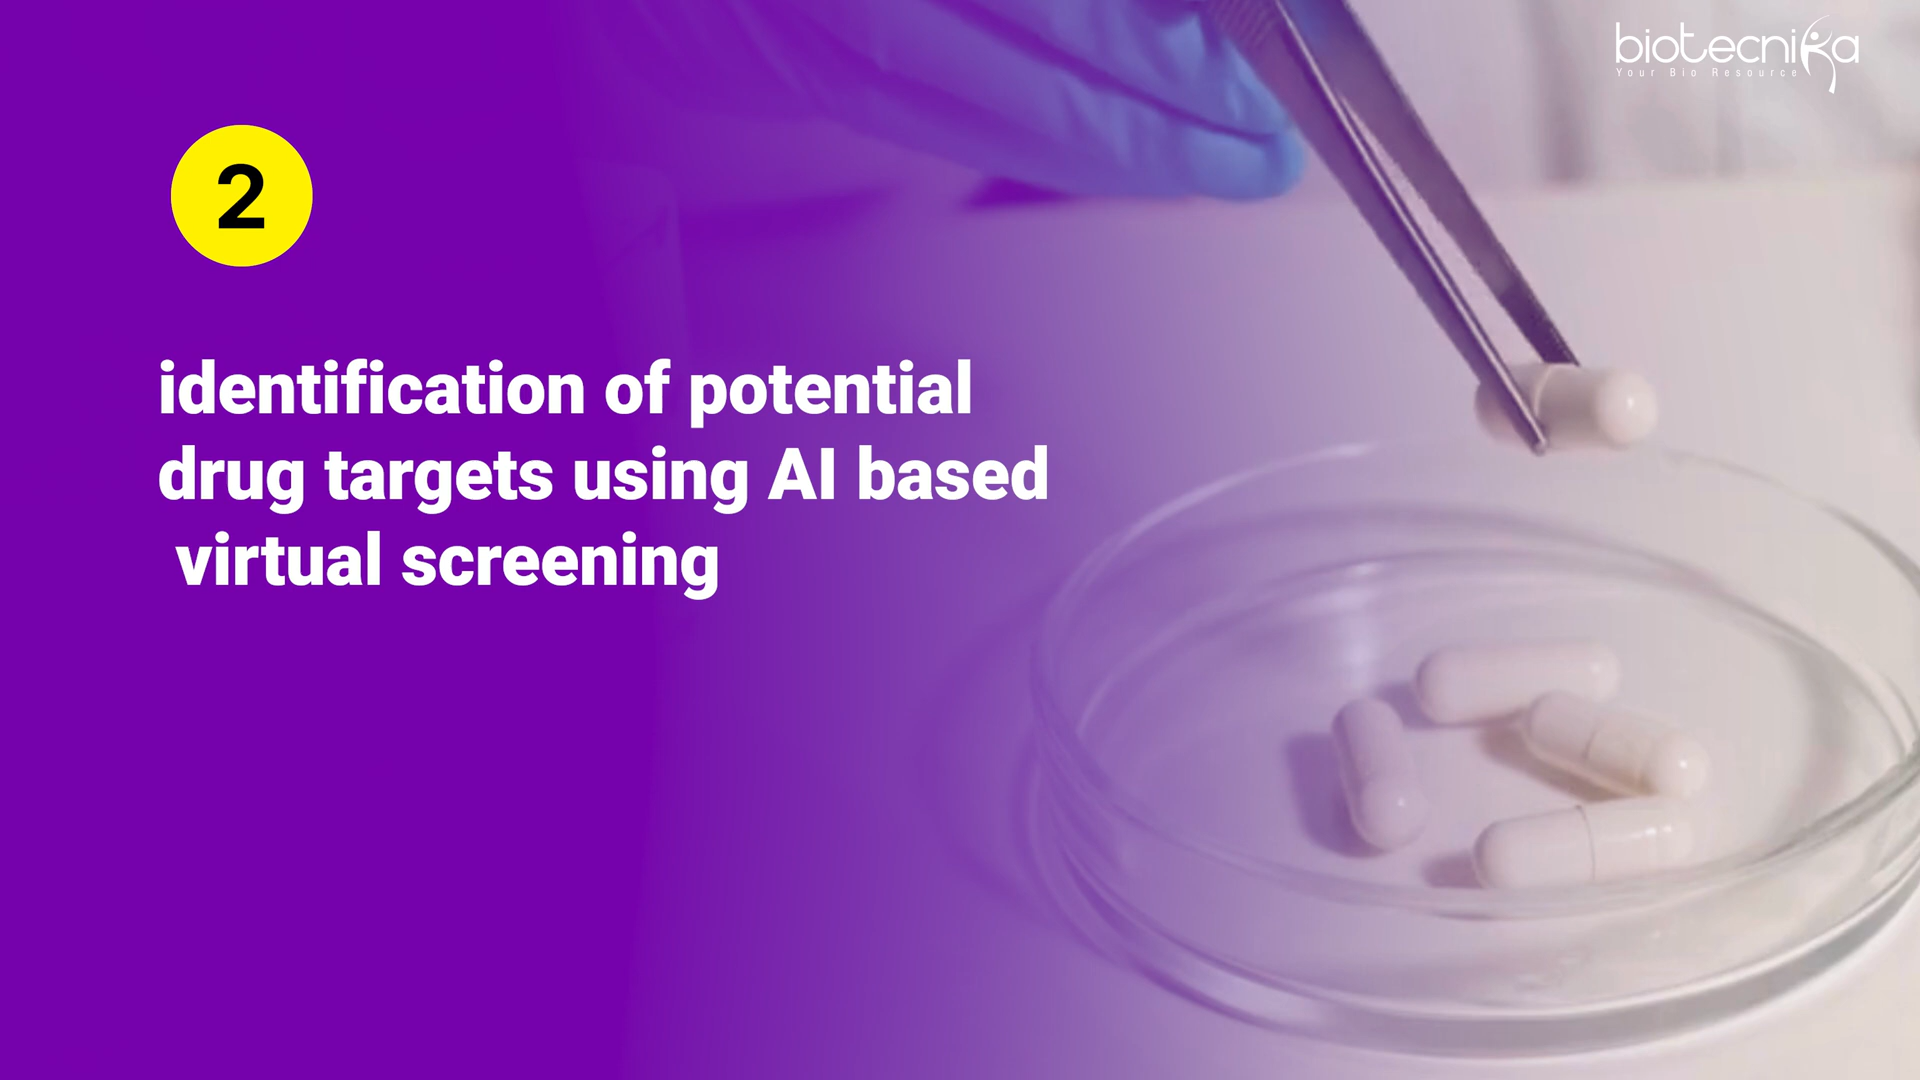 biotecnika
Your Bio Resource
2
identification of potential
drug targets using AI based
virtual screening